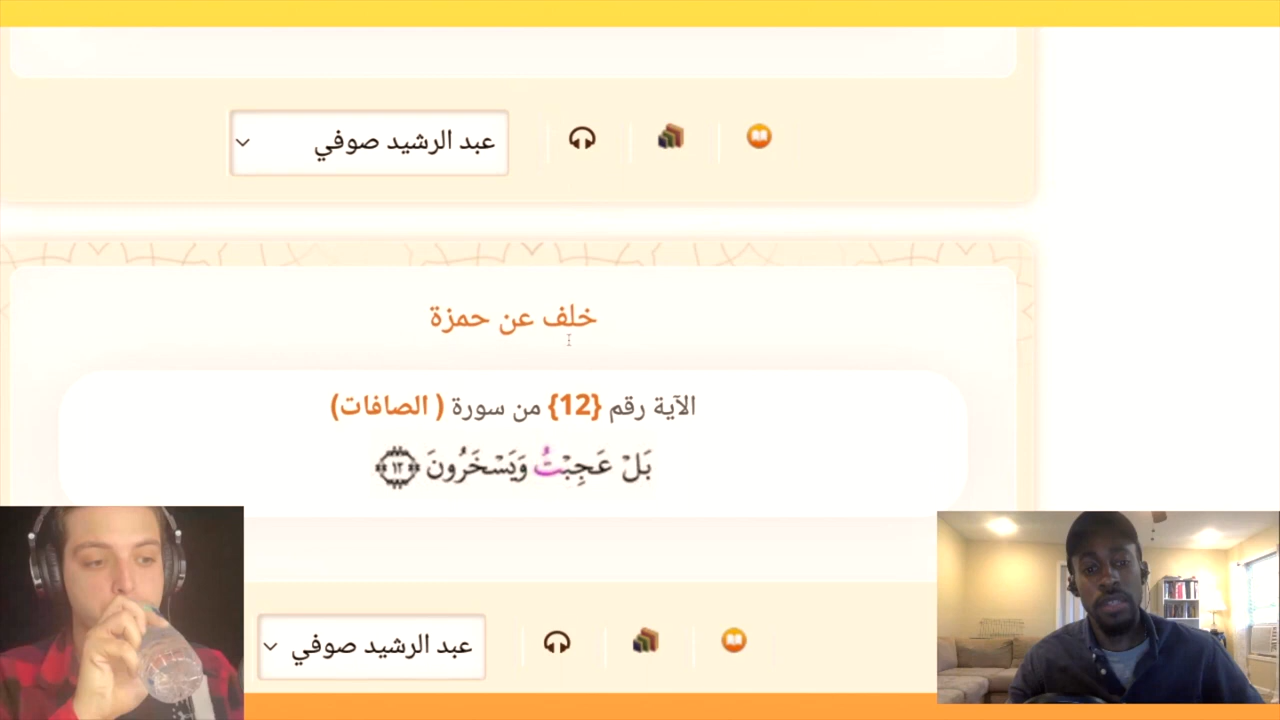 عبد الرشيد صوفي
خلف عن حمزة
الآية رقم {12} من سورة ( الصافات)
بَلۡ عَجِبۡتُ وَيَسۡخَرُونَ ١٢
عبد الرشيد صوفي